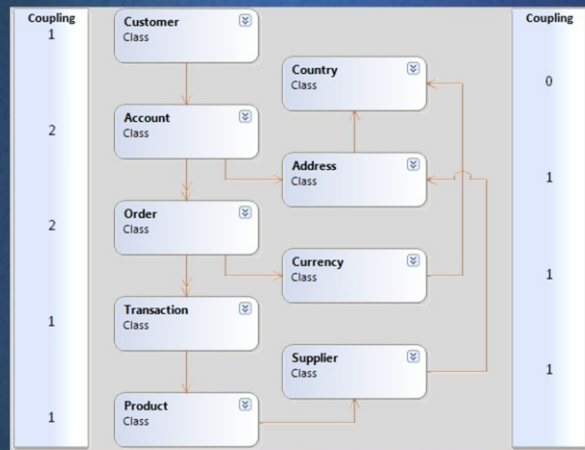 Coupling
1
2
2
1
1
Customer
Class
Account
Class
Order
Class
Transaction
Class
Product
Class
Country
Class
Address
Class
Currency
Class
Supplier
Class
Coupling
0
1
1
1